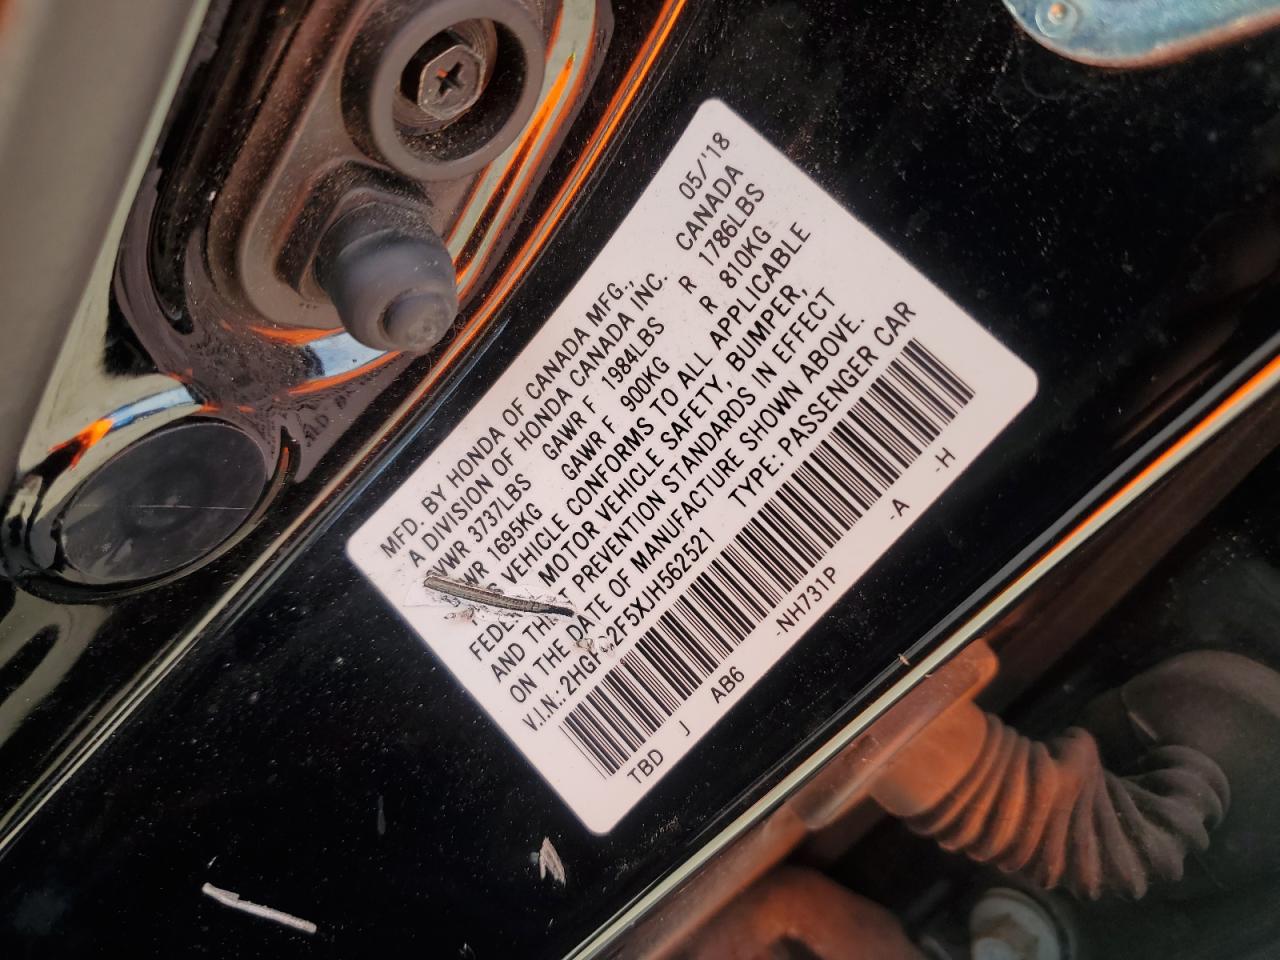 MFD. BY HONDA OF CANADA MFG., 05/'18
A DIVISION OF HONDA CANADA INC. CANADA
3737LBS GAWR F 1984LBS R 1786LBS
1695KG GAWR F 900KG R 810KG
VEHICLE CONFORMS TO ALL APPLICABLE
MOTOR VEHICLE SAFETY, BUMPER,
AND PREVENTION STANDARDS IN EFFECT
ON THE DATE OF MANUFACTURE SHOWN ABOVE.
V.I.N.: TYPE: PASSENGER CAR
TBD J AB6 -NH731P -A -H